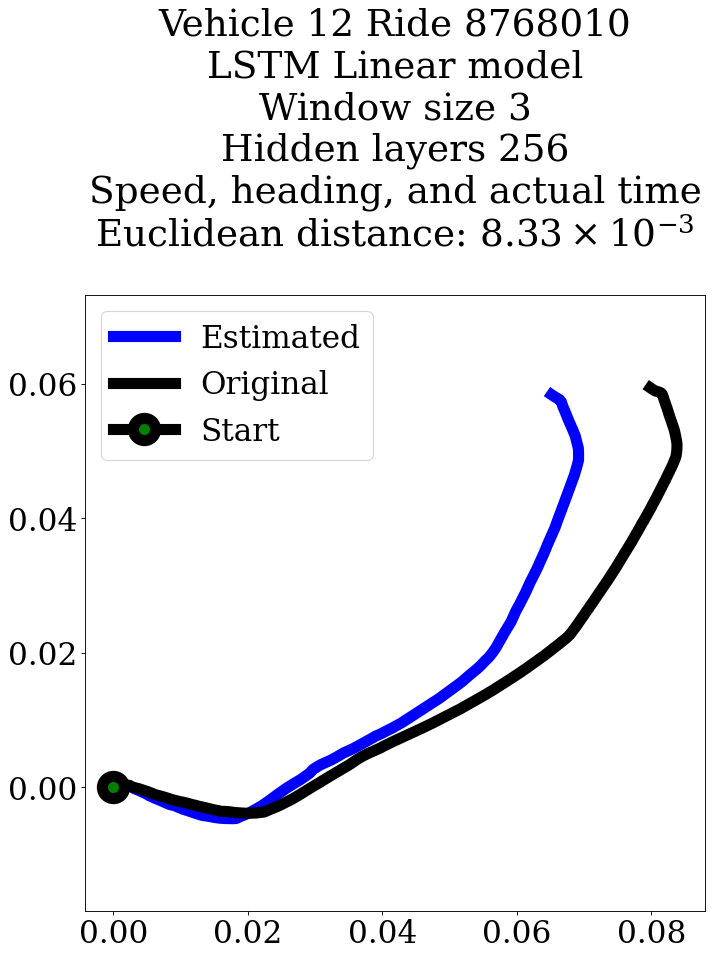 Vehicle 12 Ride 8768010
LSTM Linear model
Window size 3
Hidden layers 256
Speed, heading, and actual time
Euclidean distance: 8.33 × 10⁻³
Estimated
Original
Start
0.06
0.04
0.02
0.00
0.00 0.02 0.04 0.06 0.08